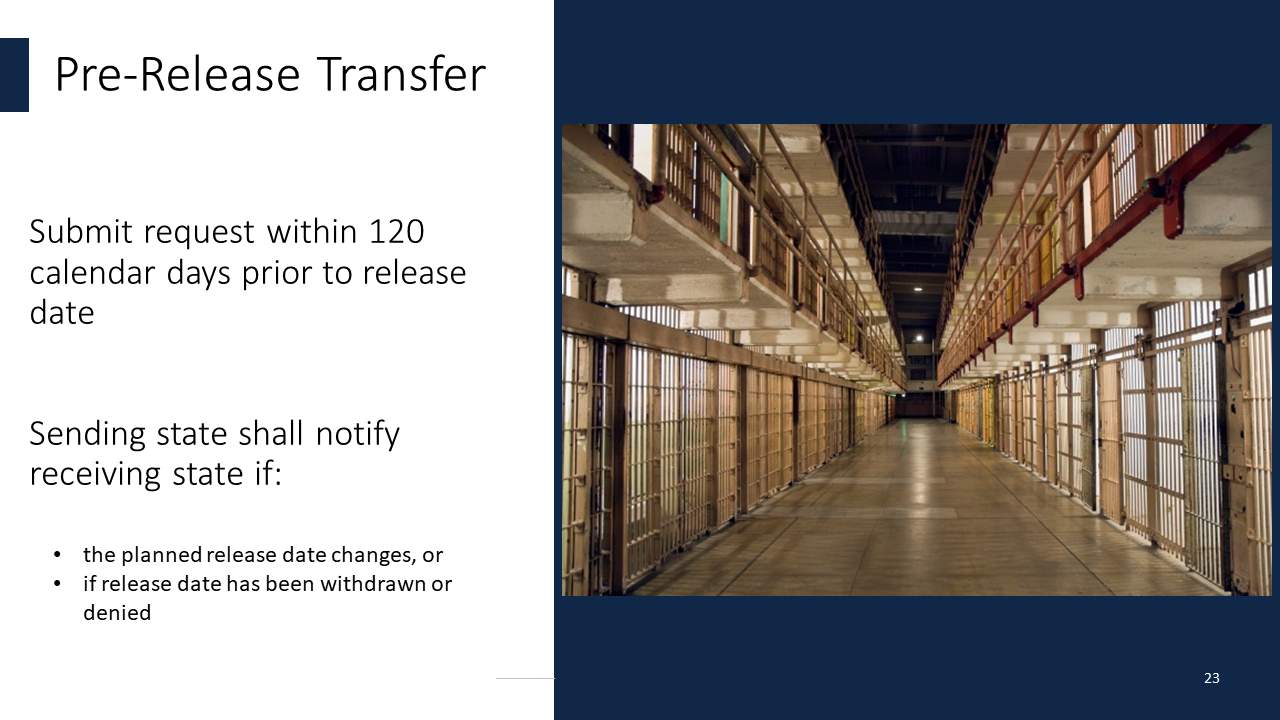 Pre-Release Transfer
Submit request within 120
calendar days prior to release
date
Sending state shall notify
receiving state if:
• the planned release date changes, or
• if release date has been withdrawn or
denied
23